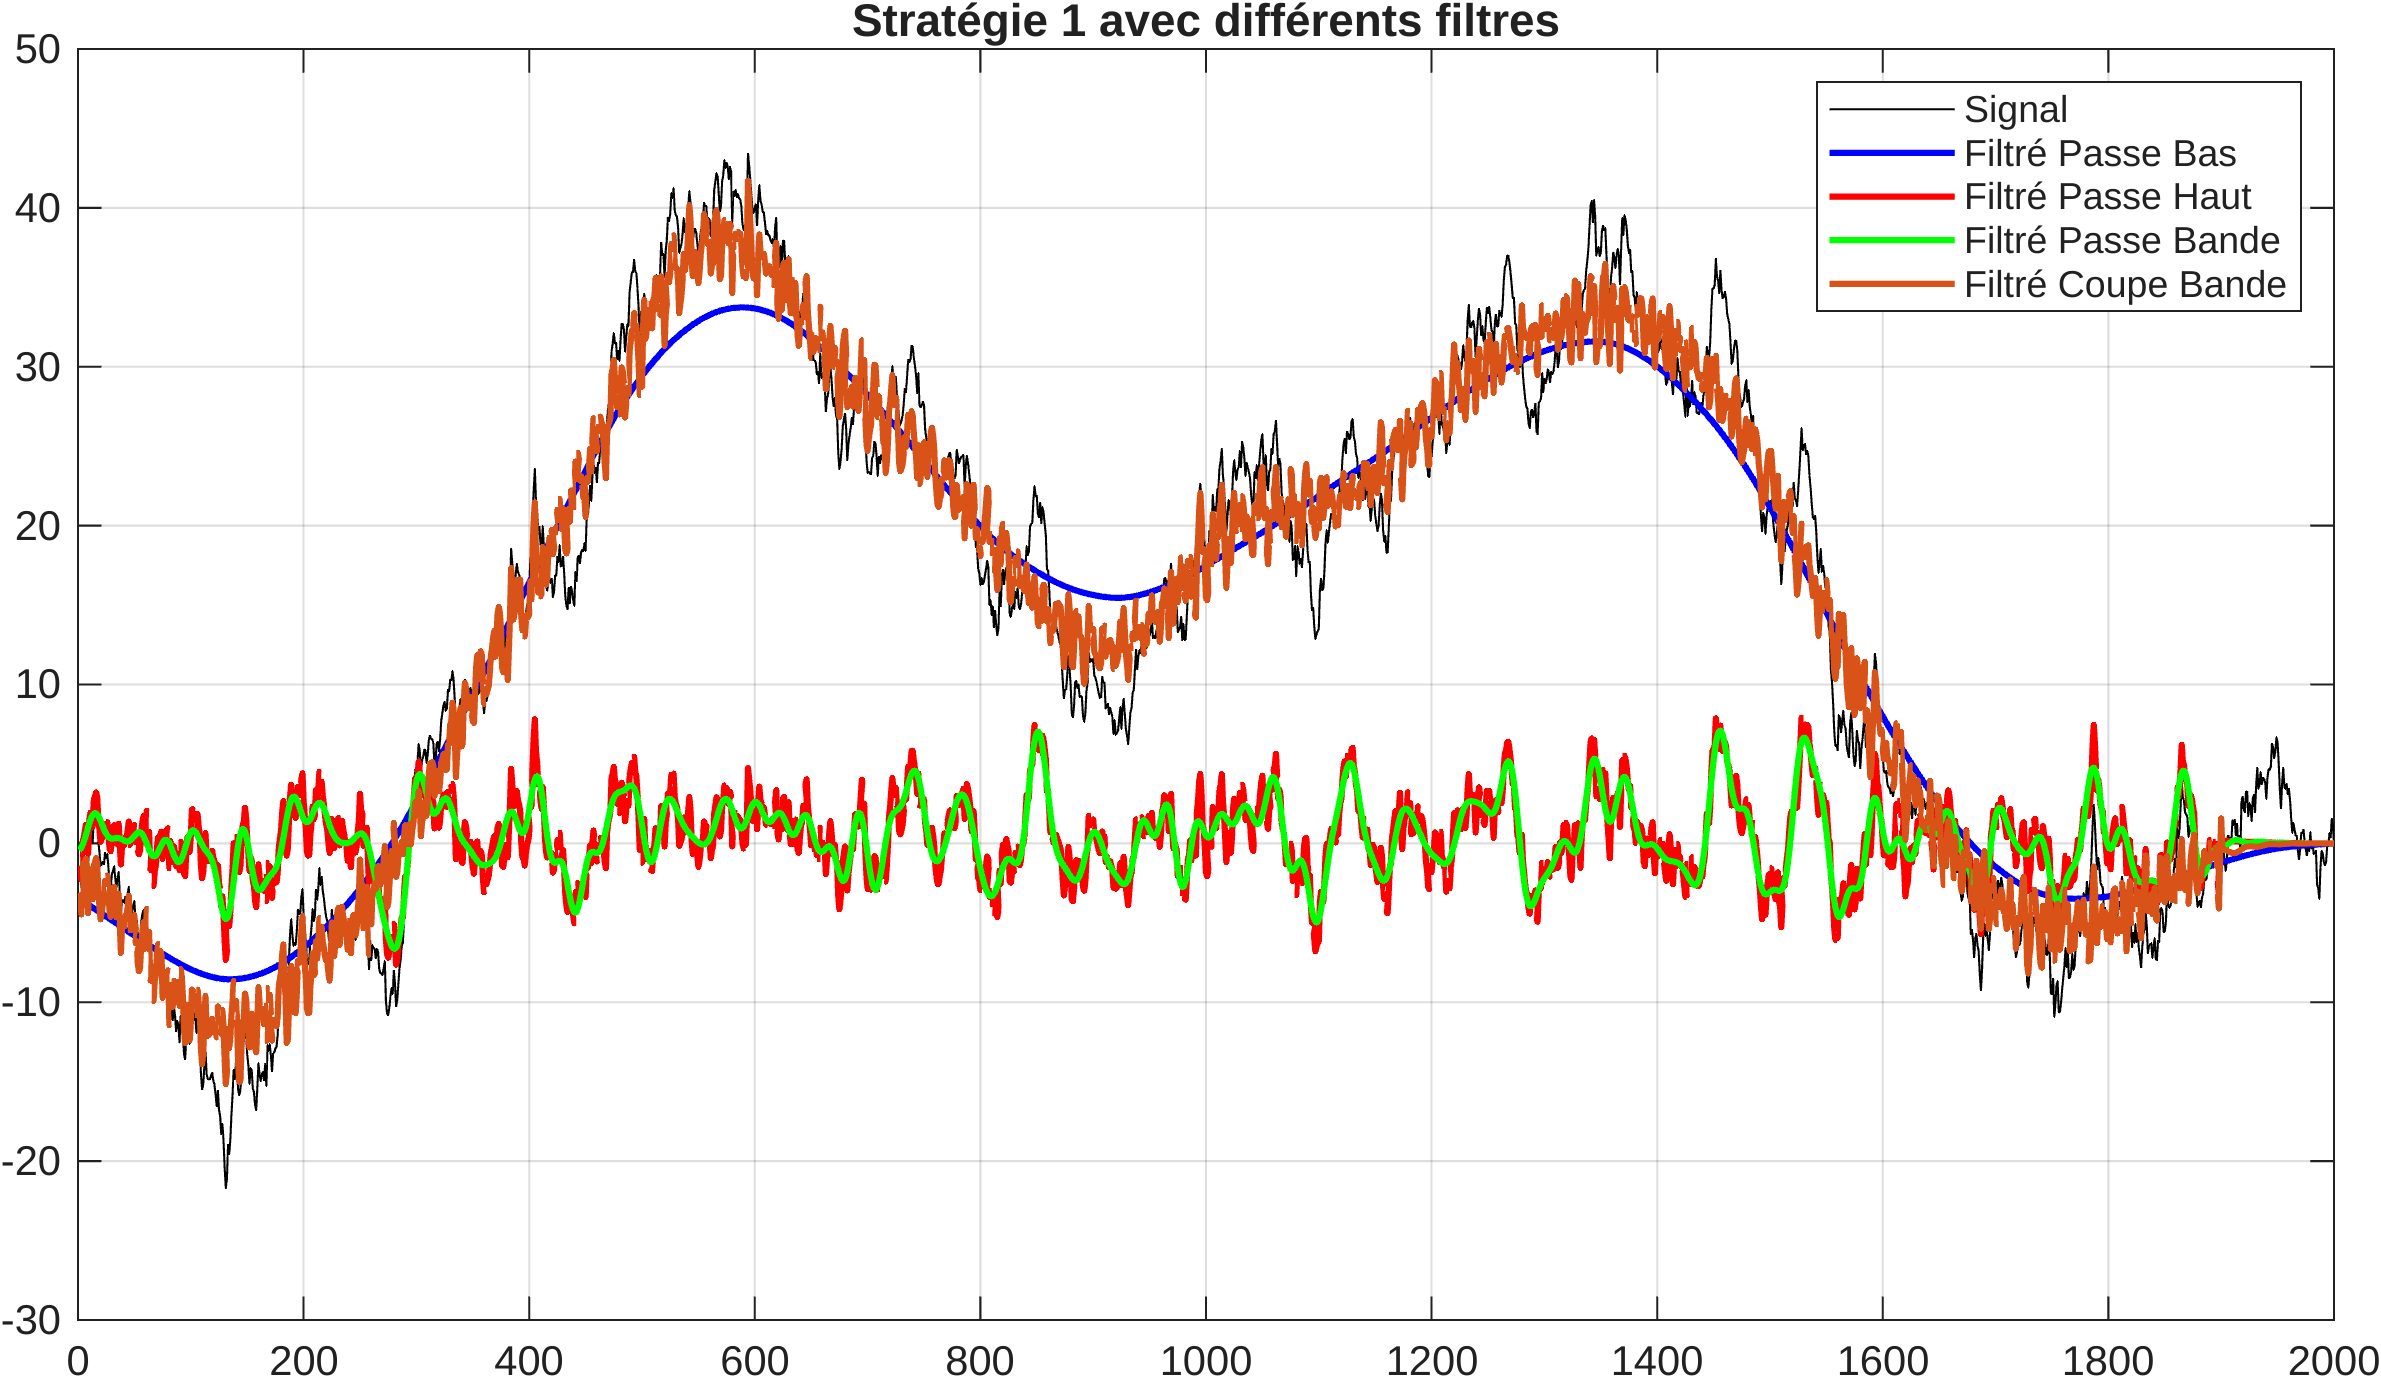 Stratégie 1 avec différents filtres
50
40
30
20
10
0
-10
-20
-30
0 200 400 600 800 1000 1200 1400 1600 1800 2000
Signal
Filtré Passe Bas
Filtré Passe Haut
Filtré Passe Bande
Filtré Coupe Bande